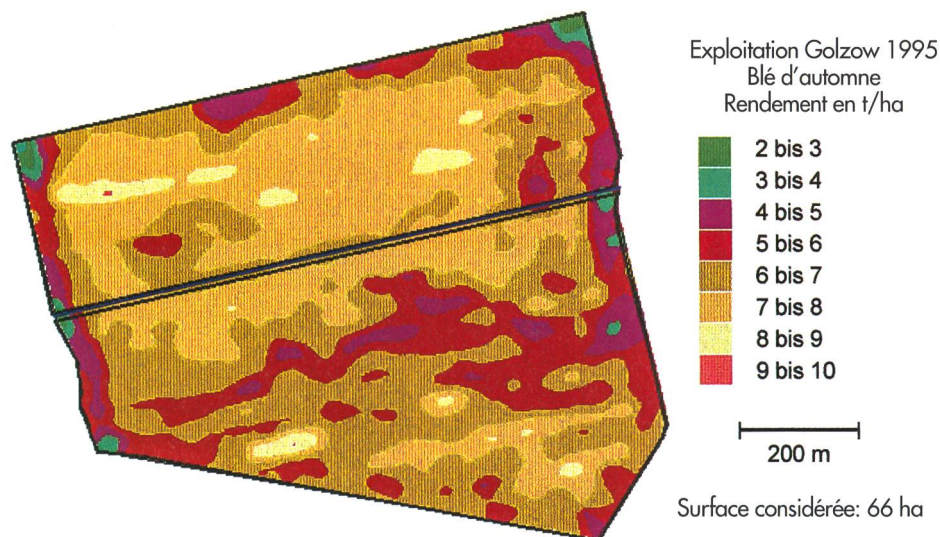 Exploitation Golzow 1995
Blé d'automne
Rendement en t/ha
2 bis 3
3 bis 4
4 bis 5
5 bis 6
6 bis 7
7 bis 8
8 bis 9
9 bis 10
200 m
Surface considérée: 66 ha